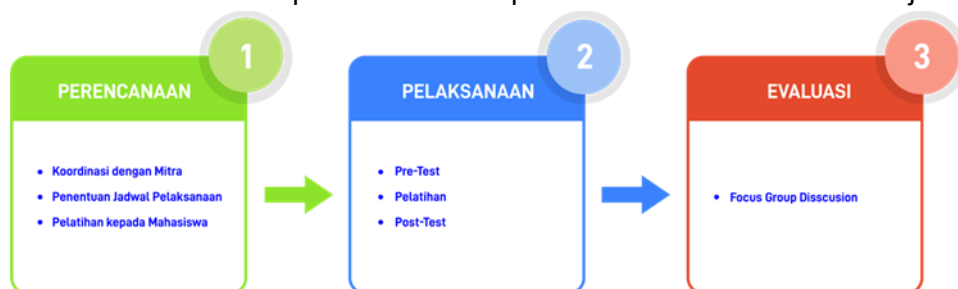 1
PERENCANAAN
• Koordinasi dengan Mitra
• Penentuan Jadwal Pelaksanaan
• Pelatihan kepada Mahasiswa
2
PELAKSANAAN
• Pre-Test
• Pelatihan
• Post-Test
3
EVALUASI
• Focus Group Disscusion